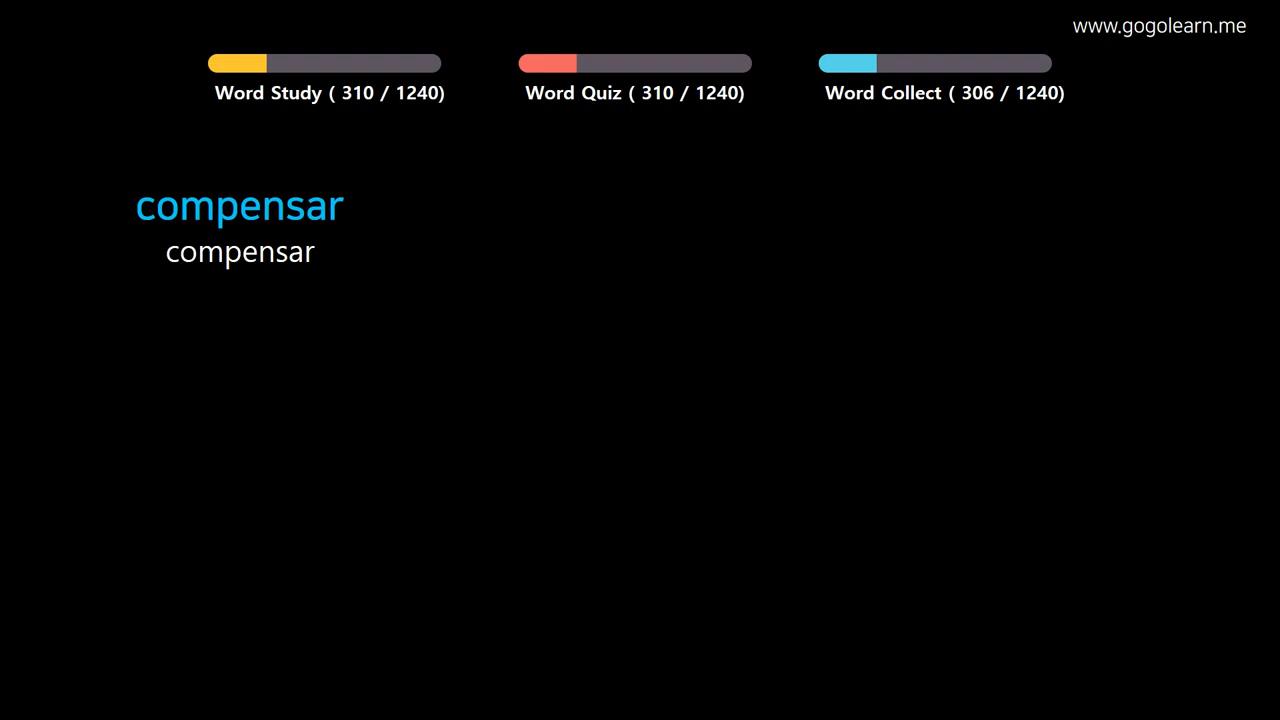 www.gogolearn.me
Word Study ( 310 / 1240)
Word Quiz ( 310 / 1240)
Word Collect ( 306 / 1240)
compensar
compensar